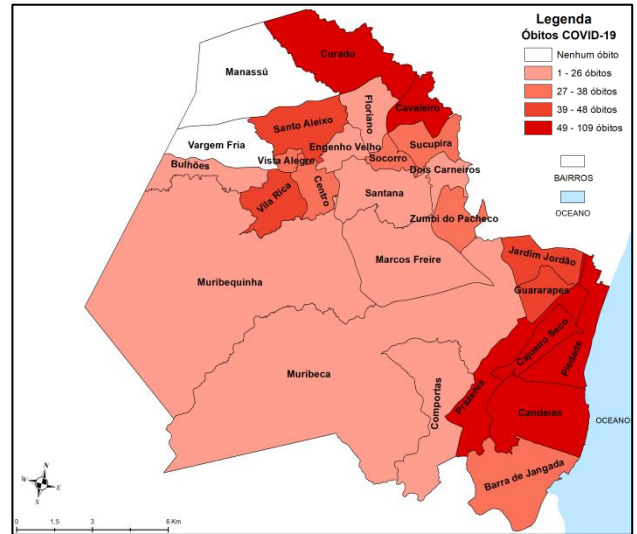 Legenda
Óbitos COVID-19
Nenhum óbito
1 - 26 óbitos
27 - 38 óbitos
39 - 48 óbitos
49 - 109 óbitos
BAIRROS
OCEANO
Curado
Manassú
Floriano
Cavaleiro
Santo Aleixo
Vargem Fria
Engenho Velho
Sucupira
Vista Alegre
Socorro
Bulhões
Dois Carneiros
Vila Rica
Centro
Santana
Zumbi do Pacheco
Jardim Jordão
Marcos Freire
Muribequinha
Guararapes
Cajueiro Seco
Piedade
Muribeca
Comportas
Prazeres
Candeias
OCEANO
Barra de Jangada
N
W E
S
0 1,5 3 6 Km